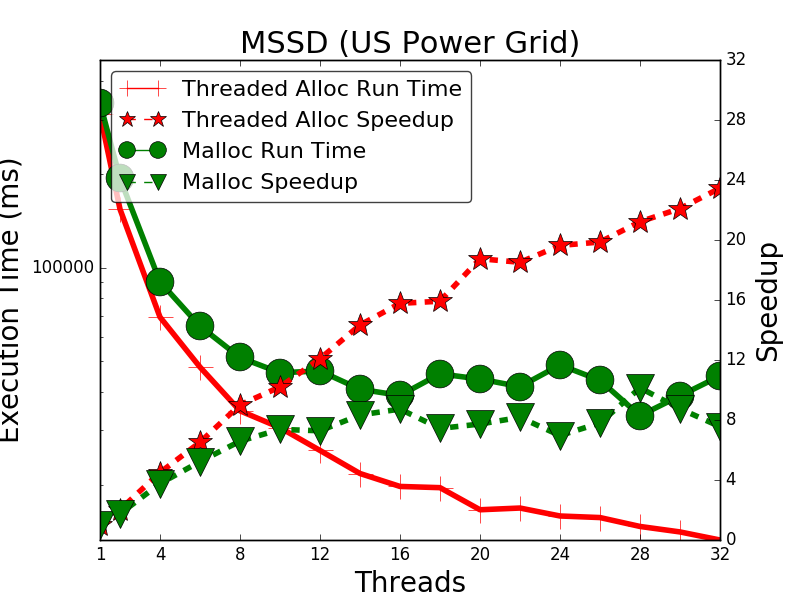 MSSD (US Power Grid)
Threaded Alloc Run Time
Threaded Alloc Speedup
Malloc Run Time
Malloc Speedup
Execution Time (ms)
100000
32
28
24
20
16
12
8
4
0
Speedup
1 4 8 12 16 20 24 28 32
Threads